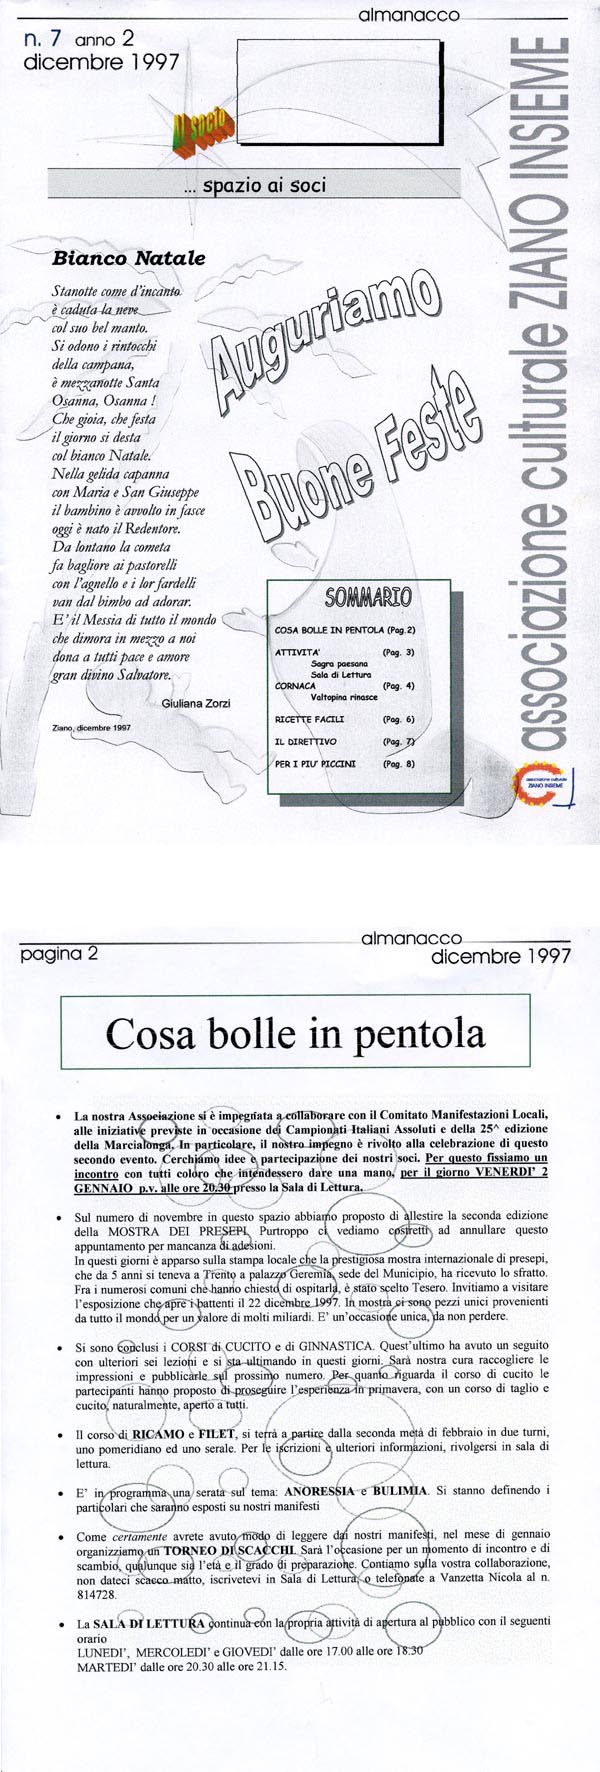 almanacco
n. 7 anno 2
dicembre 1997
Al socio
... spazio ai soci
associazione culturale ZIANO INSIEME
Bianco Natale
Stanotte come d'incanto
è caduta la neve
col suo bel manto.
Si odono i rintocchi
della campana,
è mezzanotte Santa
Osanna, Osanna !
Che gioia, che festa
il giorno si desta
col bianco Natale.
Nella gelida capanna
con Maria e San Giuseppe
il bambino è avvolto in fasce
oggi è nato il Redentore.
Da lontano la cometa
fa bagliore ai pastorelli
con l'agnello e i lor fardelli
van dal bimbo ad adorar.
E' il Messia di tutto il mondo
che dimora in mezzo a noi
dona a tutti pace e amore
gran divino Salvatore.
Giuliana Zorzi
Ziano, dicembre 1997
Auguriamo
Buone Feste
SOMMARIO
COSA BOLLE IN PENTOLA (Pag.2)
ATTIVITA' (Pag. 3)
Sagra paesana
Sala di Lettura
CORNACA (Pag. 4)
Valtopina rinasce
RICETTE FACILI (Pag. 6)
IL DIRETTIVO (Pag. 7)
PER I PIU' PICCINI (Pag. 8)
associazione culturale
ZIANO INSIEME
almanacco
pagina 2 dicembre 1997
Cosa bolle in pentola
• La nostra Associazione si è impegnata a collaborare con il Comitato Manifestazioni Locali,
alle iniziative previste in occasione dei Campionati Italiani Assoluti e della 25^ edizione
della Marcialonga. In particolare, il nostro impegno è rivolto alla celebrazione di questo
secondo evento. Cerchiamo idee e partecipazione dei nostri soci. Per questo fissiamo un
incontro con tutti coloro che intendessero dare una mano, per il giorno VENERDI' 2
GENNAIO p.v. alle ore 20.30 presso la Sala di Lettura.
• Sul numero di novembre in questo spazio abbiamo proposto di allestire la seconda edizione
della MOSTRA DEI PRESEPI. Purtroppo ci vediamo costretti ad annullare questo
appuntamento per mancanza di adesioni.
In questi giorni è apparso sulla stampa locale che la prestigiosa mostra internazionale di presepi,
che da 5 anni si teneva a Trento a palazzo Geremia, sede del Municipio, ha ricevuto lo sfratto.
Fra i numerosi comuni che hanno chiesto di ospitarla, è stato scelto Tesero. Invitiamo a visitare
l'esposizione che apre i battenti il 22 dicembre 1997. In mostra ci sono pezzi unici provenienti
da tutto il mondo per un valore di molti miliardi. E' un'occasione unica, da non perdere.
• Si sono conclusi i CORSI di CUCITO e di GINNASTICA. Quest'ultimo ha avuto un seguito
con ulteriori sei lezioni e si sta ultimando in questi giorni. Sarà nostra cura raccogliere le
impressioni e pubblicarle sul prossimo numero. Per quanto riguarda il corso di cucito le
partecipanti hanno proposto di proseguire l'esperienza in primavera, con un corso di taglio e
cucito, naturalmente, aperto a tutti.
• Il corso di RICAMO e FILET, si terrà a partire dalla seconda metà di febbraio in due turni,
uno pomeridiano ed uno serale. Per le iscrizioni e ulteriori informazioni, rivolgersi in sala di
lettura.
• E' in programma una serata sul tema: ANORESSIA e BULIMIA. Si stanno definendo i
particolari che saranno esposti su nostri manifesti
• Come certamente avrete avuto modo di leggere dai nostri manifesti, nel mese di gennaio
organizziamo un TORNEO DI SCACCHI. Sarà l'occasione per un momento di incontro e di
scambio, qualunque sia l'età e il grado di preparazione. Contiamo sulla vostra collaborazione,
non dateci scacco matto, iscrivetevi in Sala di Lettura, o telefonate a Vanzetta Nicola al n.
814728.
• La SALA DI LETTURA continua con la propria attività di apertura al pubblico con il seguenti
orario
LUNEDI', MERCOLEDI' e GIOVEDI' dalle ore 17.00 alle ore 18.30
MARTEDI' dalle ore 20.30 alle ore 21.15.